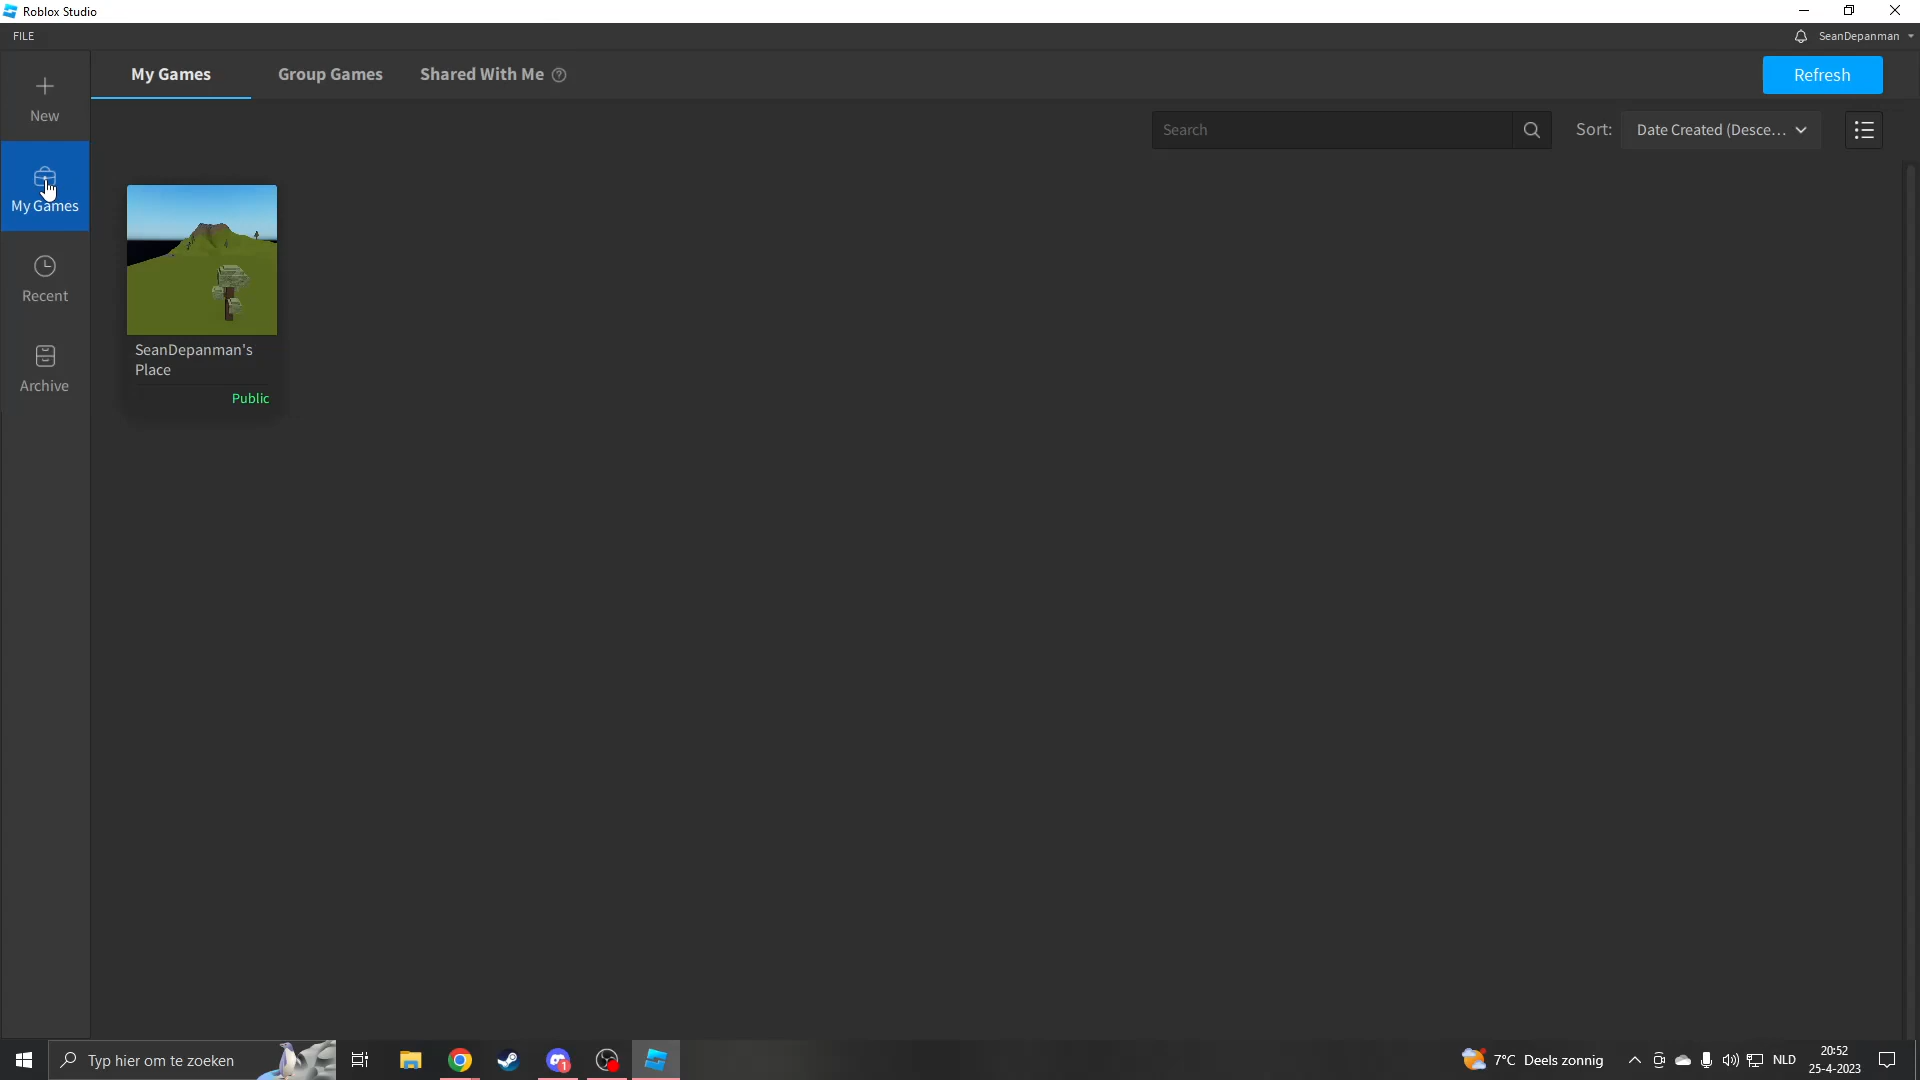 Roblox Studio
FILE
SeanDepanman
New
My Games
Recent
Archive
My Games
Group Games
Shared With Me
Refresh
Search
Sort:
Date Created (Desce...
SeanDepanman's
Place
Public
Typ hier om te zoeken
1
7°C Deels zonnig
NLD
20:52
25-4-2023